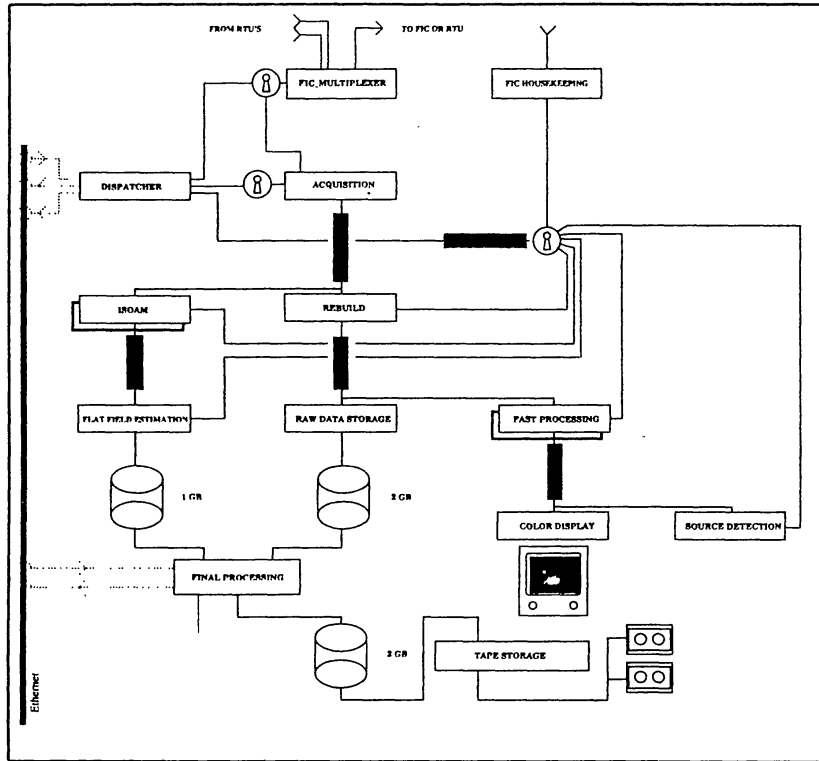 FROM RTU'S
TO FIC OR RTU
FIC_MULTIPLEXER
FIC HOUSEKEEPING
DISPATCHER
ACQUISITION
ISOAM
REBUILD
FLAT FIELD ESTIMATION
RAW DATA STORAGE
FAST PROCESSING
1 GB
2 GB
COLOR DISPLAY
SOURCE DETECTION
FINAL PROCESSING
2 GB
TAPE STORAGE
Ethernet